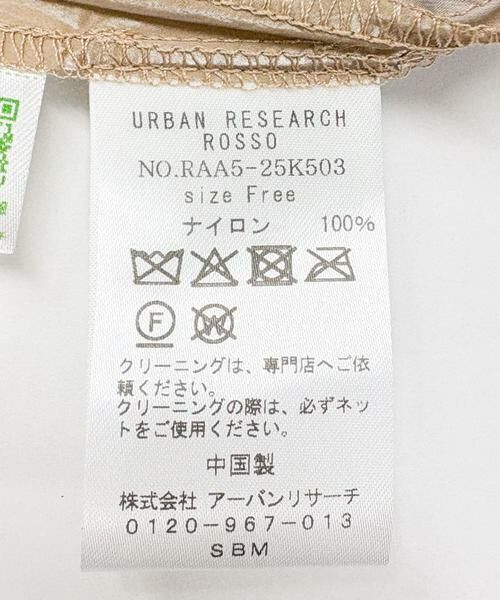 URBAN RESEARCH
ROSSO
NO.RAA5-25K503
size Free
ナイロン 100%
F
W
クリーニングは、専門店へご依
頼ください。
クリーニングの際は、必ずネッ
トをご使用ください。
中国製
株式会社 アーバンリサーチ
0120-967-013
SBM